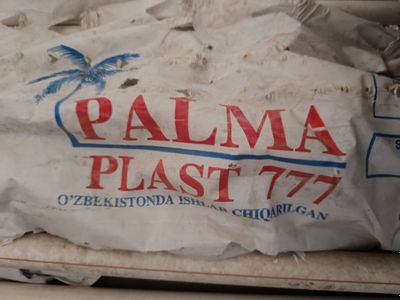 PALMA
PLAST 777
O'ZBEKISTONDA ISHLAB CHIQARILGAN